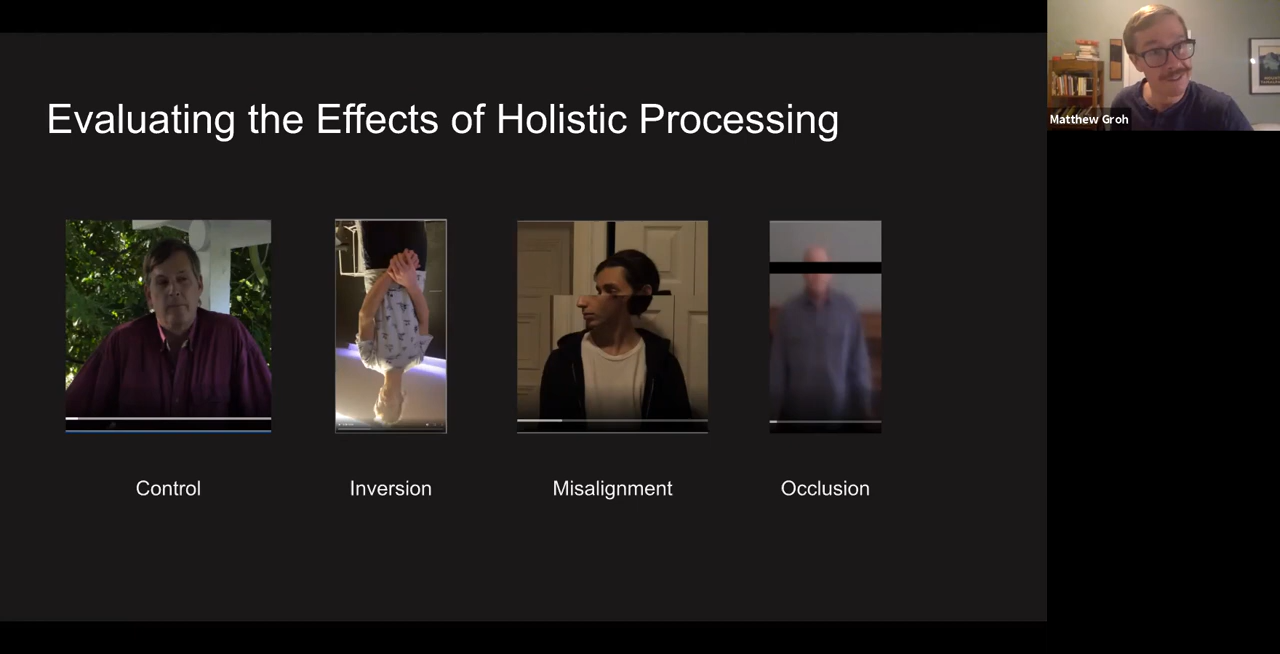 Evaluating the Effects of Holistic Processing
Control
Inversion
Misalignment
Occlusion
Matthew Groh